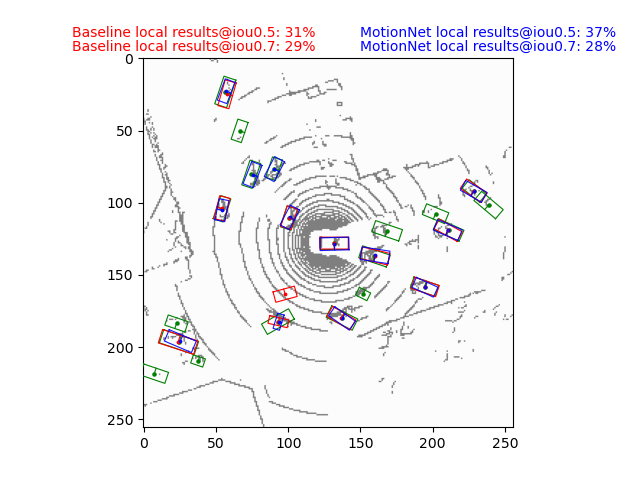 Baseline local results@iou0.5: 31% MotionNet local results@iou0.5: 37%
Baseline local results@iou0.7: 29% MotionNet local results@iou0.7: 28%
0
50
100
150
200
250
0 50 100 150 200 250